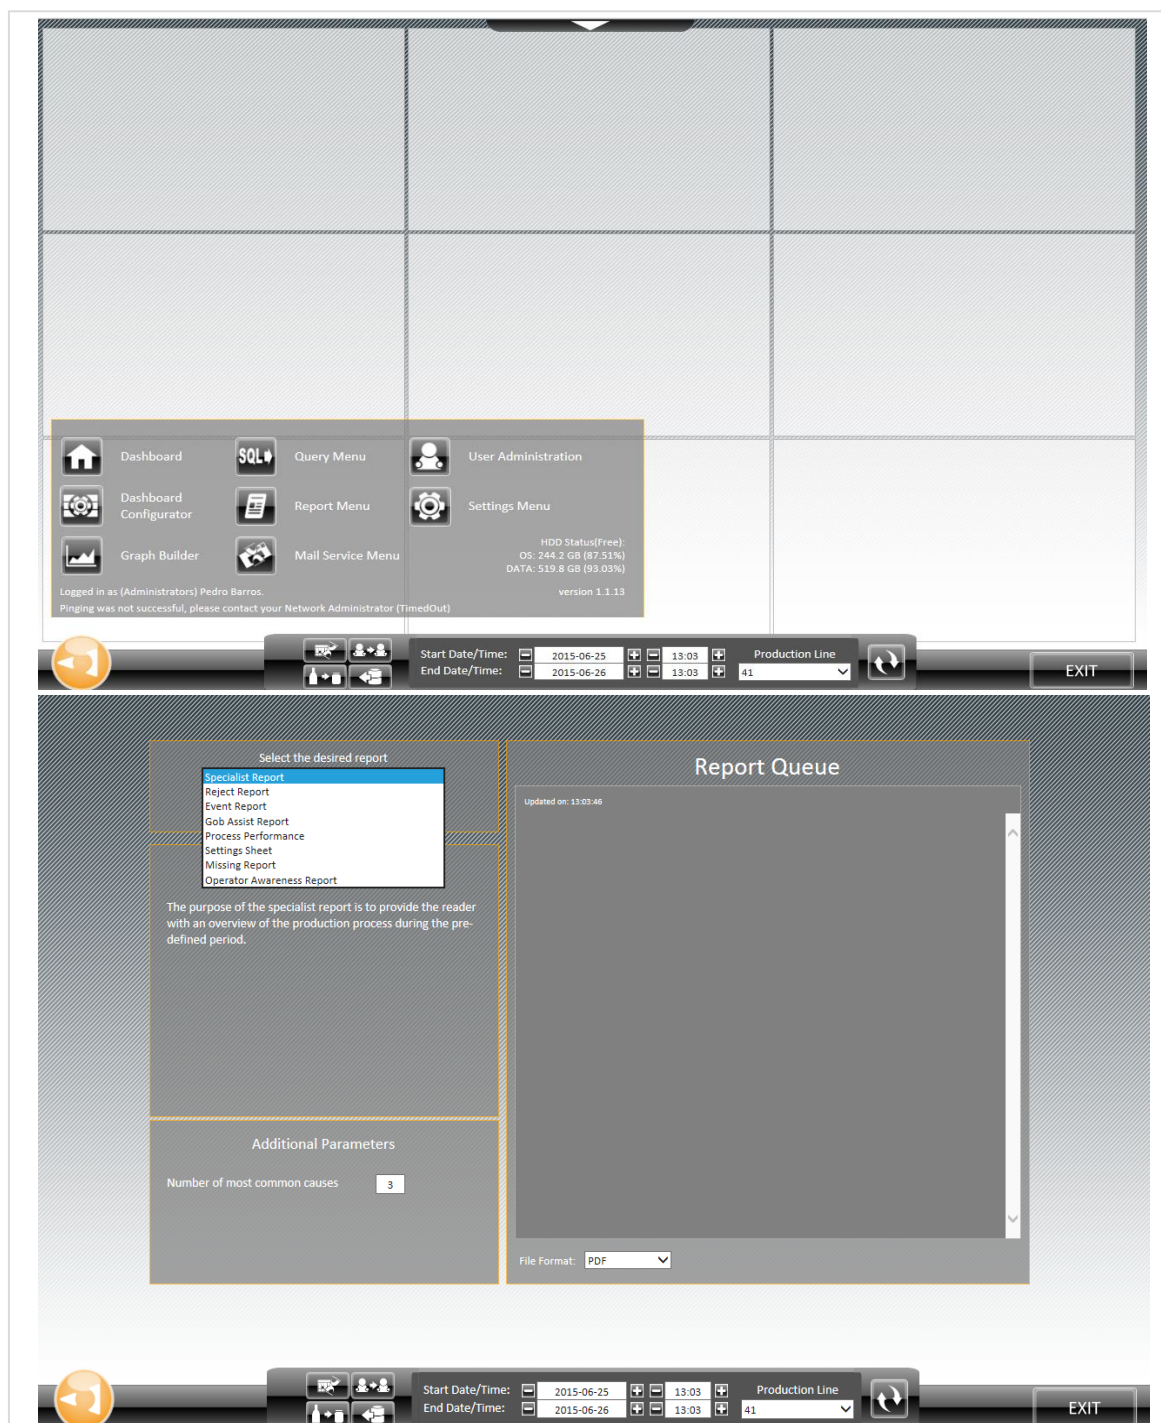 Dashboard
SQL
Query Menu
User Administration
Dashboard
Configurator
Report Menu
Settings Menu
Graph Builder
Mail Service Menu
HDD Status(Free):
OS: 244.2 GB (87.51%)
DATA: 519.8 GB (93.03%)
Logged in as (Administrators) Pedro Barros.
version 1.1.13
Pinging was not successful, please contact your Network Administrator (TimedOut)
Start Date/Time: 2015-06-25 13:03
End Date/Time: 2015-06-26 13:03
Production Line
41
EXIT
Select the desired report
Specialist Report
Reject Report
Event Report
Gob Assist Report
Process Performance
Settings Sheet
Missing Report
Operator Awareness Report
The purpose of the specialist report is to provide the reader
with an overview of the production process during the pre-
defined period.
Additional Parameters
Number of most common causes 3
Report Queue
Updated on: 13:03:46
File Format: PDF
Start Date/Time: 2015-06-25 13:03
End Date/Time: 2015-06-26 13:03
Production Line
41
EXIT